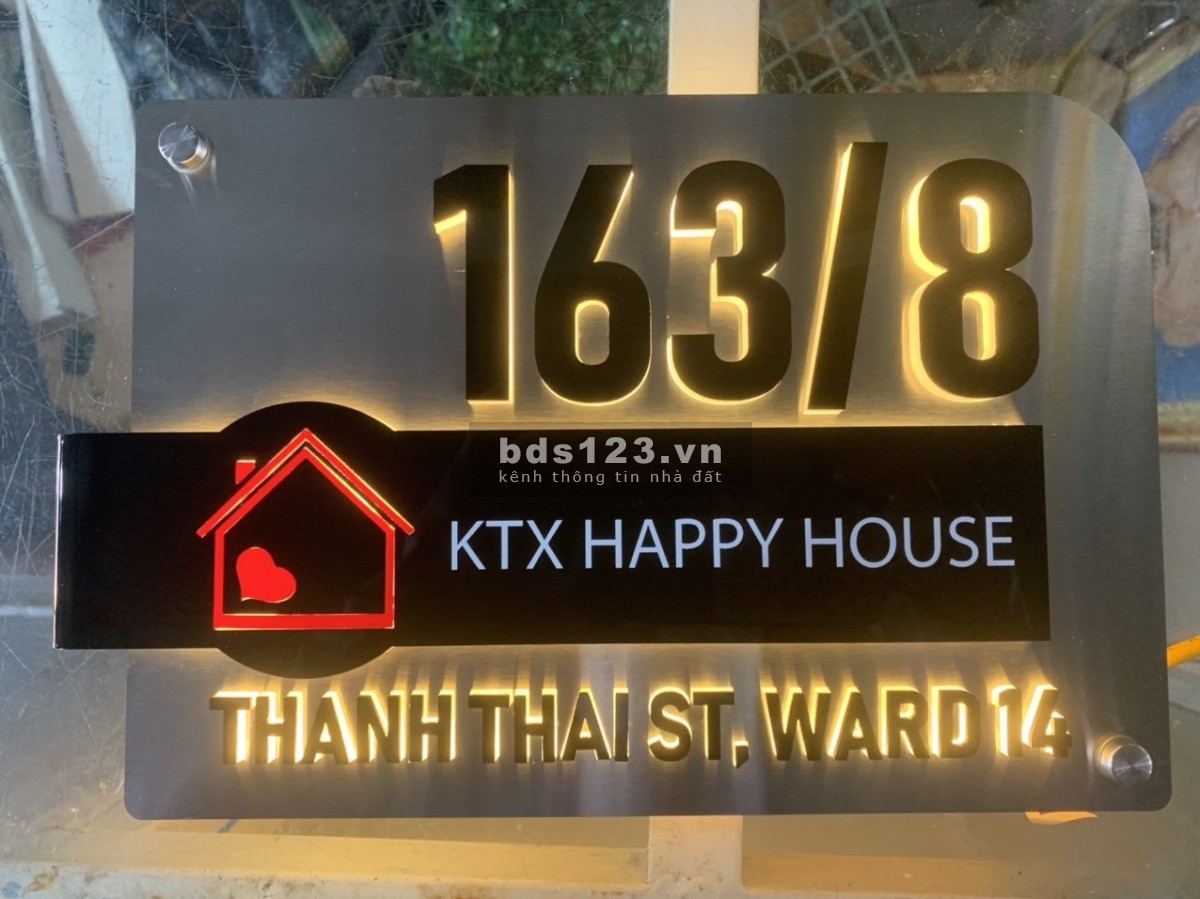 163/8
bds123.vn
kênh thông tin nhà đất
KTX HAPPY HOUSE
THANH THAI ST, WARD 14